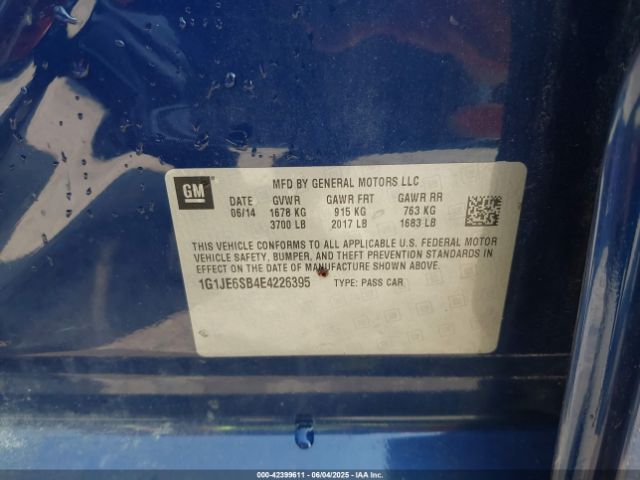 GM
MFD BY GENERAL MOTORS LLC
DATE GVWR GAWR FRT GAWR RR
06/14 1678 KG 915 KG 763 KG
3700 LB 2017 LB 1683 LB
THIS VEHICLE CONFORMS TO ALL APPLICABLE U.S. FEDERAL MOTOR
VEHICLE SAFETY, BUMPER, AND THEFT PREVENTION STANDARDS
IN EFFECT ON THE DATE OF MANUFACTURE SHOWN ABOVE.
1G1JE6SB4E4226395 TYPE: PASS CAR
000-42399611 - 06/04/2025 - IAA Inc.